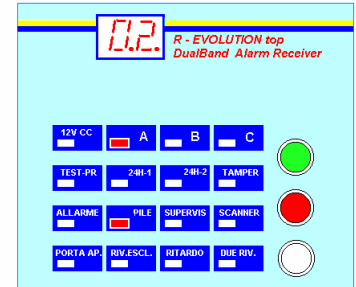 0.2.
R - EVOLUTION top
DualBand Alarm Receiver
12V CC A B C
TEST-PR 24H-1 24H-2 TAMPER
ALLARME PILE SUPERVIS SCANNER
PORTA AP. RIV.ESCL. RITARDO DUE RIV.